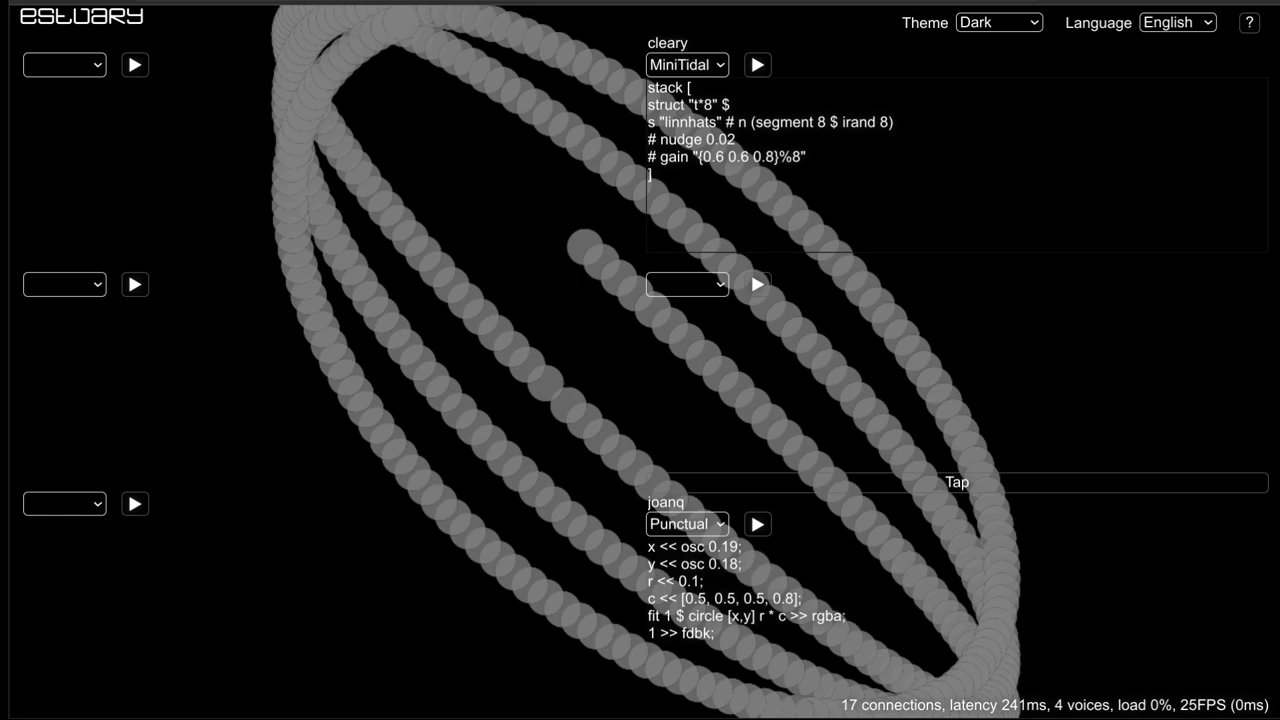 estuary
Theme Dark Language English ?
cleary
MiniTidal
stack [
struct "t*8" $
s "linnhats" # n (segment 8 $ irand 8)
# nudge 0.02
# gain "{0.6 0.6 0.8}%8"
]
Tap
joanq
Punctual
x << osc 0.19;
y << osc 0.18;
r << 0.1;
c << [0.5, 0.5, 0.5, 0.8];
fit 1 $ circle [x,y] r * c >> rgba;
1 >> fdbk;
17 connections, latency 241ms, 4 voices, load 0%, 25FPS (0ms)